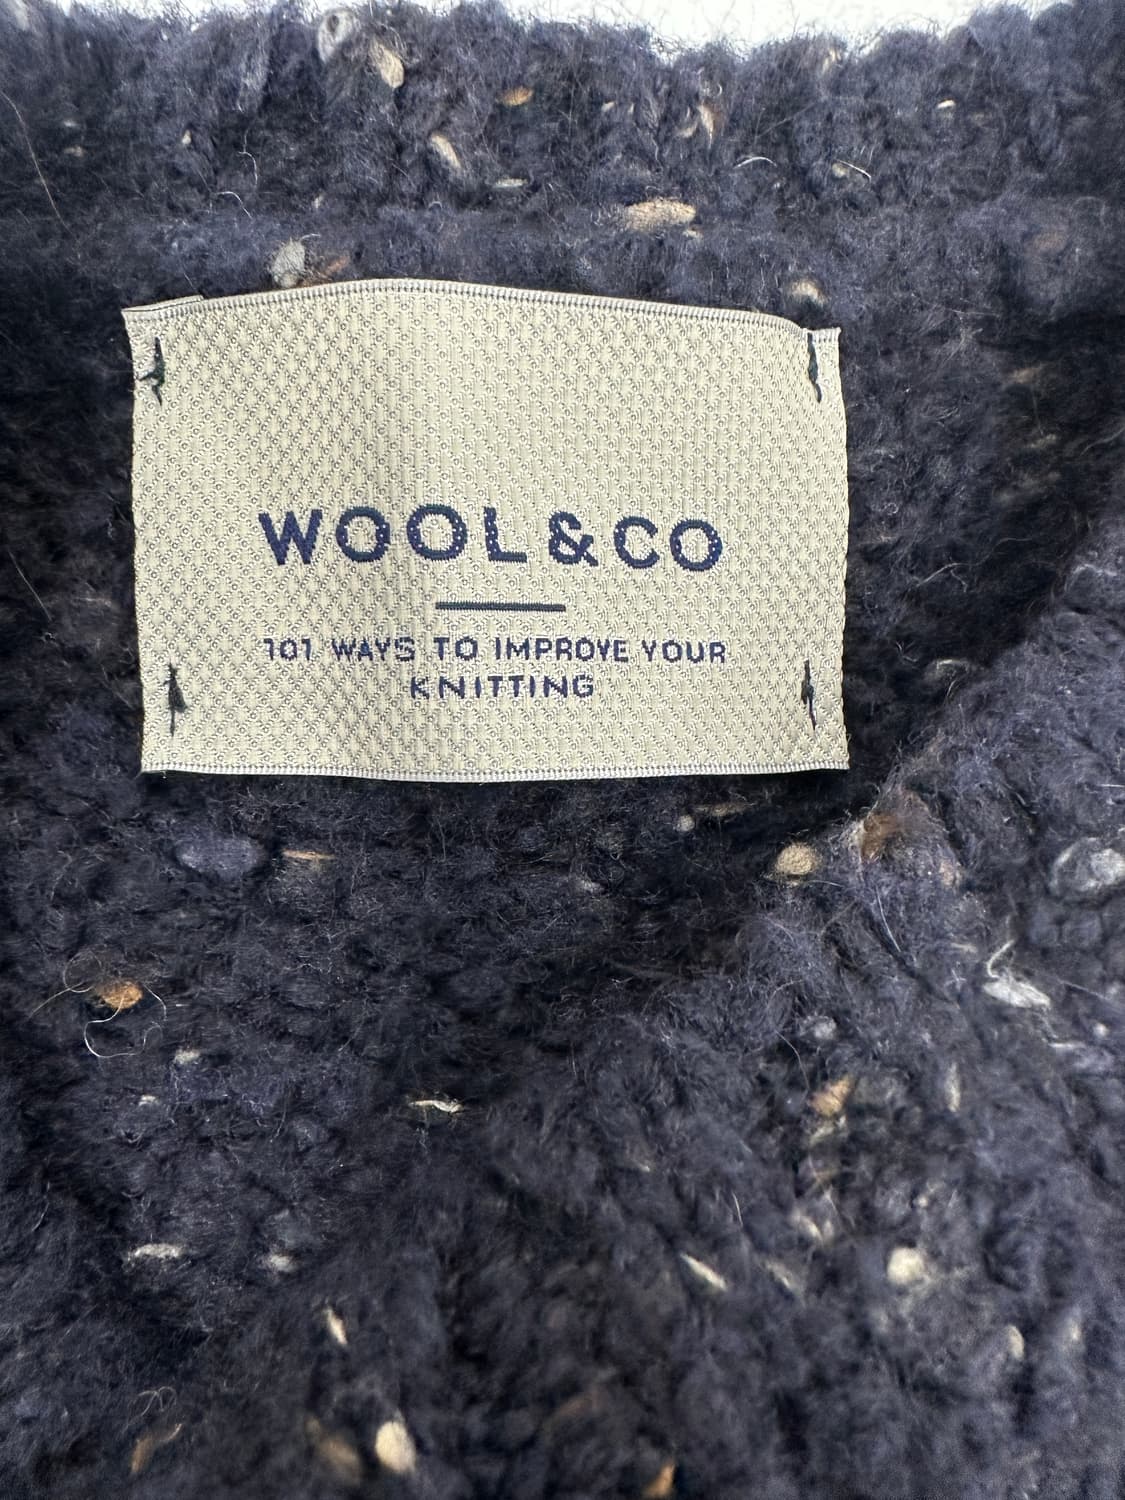 WOOL&CO
101 WAYS TO IMPROVE YOUR
KNITTING